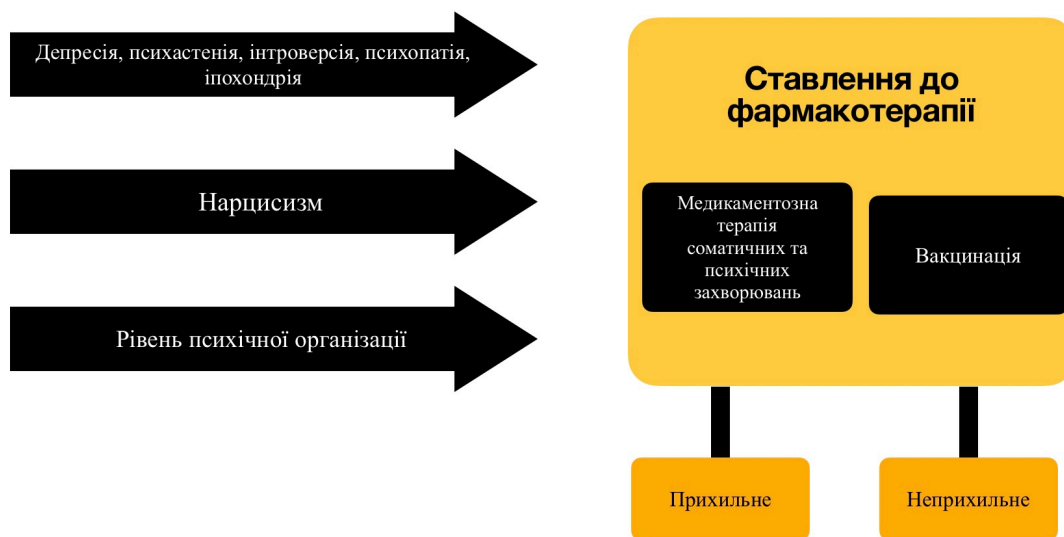 Депресія, психастенія, інтроверсія, психопатія,
іпохондрія
Нарцисизм
Рівень психічної організації
Ставлення до
фармакотерапії
Медикаментозна
терапія
соматичних та
психічних
захворювань
Вакцинація
Прихильне
Неприхильне